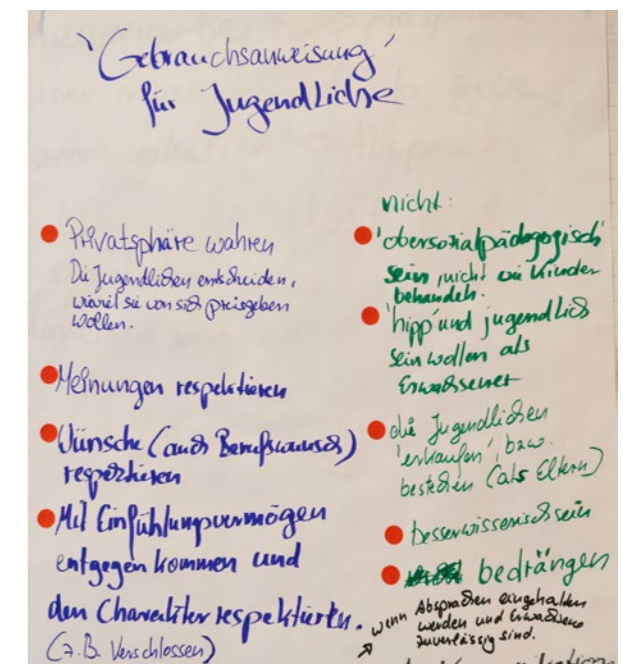 'Gebrauchsanweisung'
für Jugendliche
Privatsphäre wahren
Die Jugendlichen entscheiden,
wieviel sie von sich preisgeben
wollen.
Meinungen respektieren
Wünsche (auch Berufswunsch)
respektieren
Mit Einfühlungsvermögen
entgegen kommen und
den Charakter respektieren.
(z.B. Verschlossen)
nicht:
'obersozialpädagogisch'
sein, nicht wie Kinder
behandeln.
'hipp' und jugendlich
sein wollen als
Erwachsener
die Jugendlichen
'erkaufen', bzw.
bestechen (als Eltern)
besserwisserisch sein
bedrängen
wenn Absprachen eingehalten
werden und Erwachsene
zuverlässig sind.